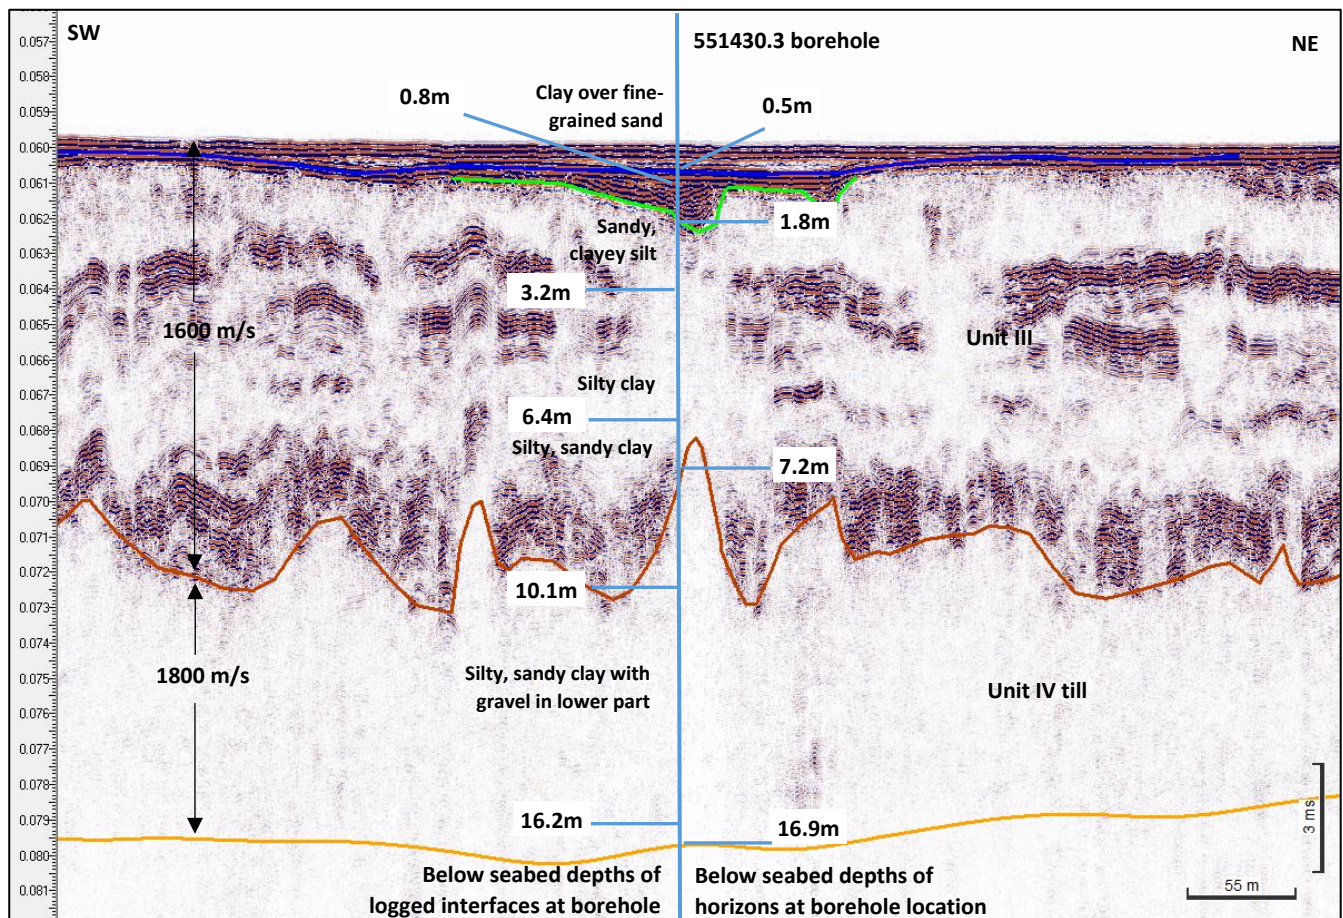 SW
551430.3 borehole
NE
0.8m
Clay over fine-
grained sand
0.5m
Sandy,
clayey silt
1.8m
3.2m
1600 m/s
Unit III
Silty clay
6.4m
Silty, sandy clay
7.2m
10.1m
1800 m/s
Silty, sandy clay with
gravel in lower part
Unit IV till
16.2m
16.9m
3 ms
Below seabed depths of
logged interfaces at borehole
Below seabed depths of
horizons at borehole location
55 m
0.057
0.058
0.059
0.060
0.061
0.062
0.063
0.064
0.065
0.066
0.067
0.068
0.069
0.070
0.071
0.072
0.073
0.074
0.075
0.076
0.077
0.078
0.079
0.080
0.081